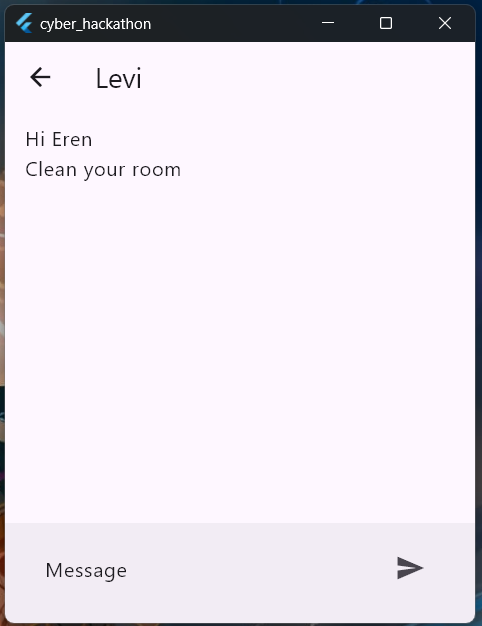 cyber_hackathon
Levi
Hi Eren
Clean your room
Message